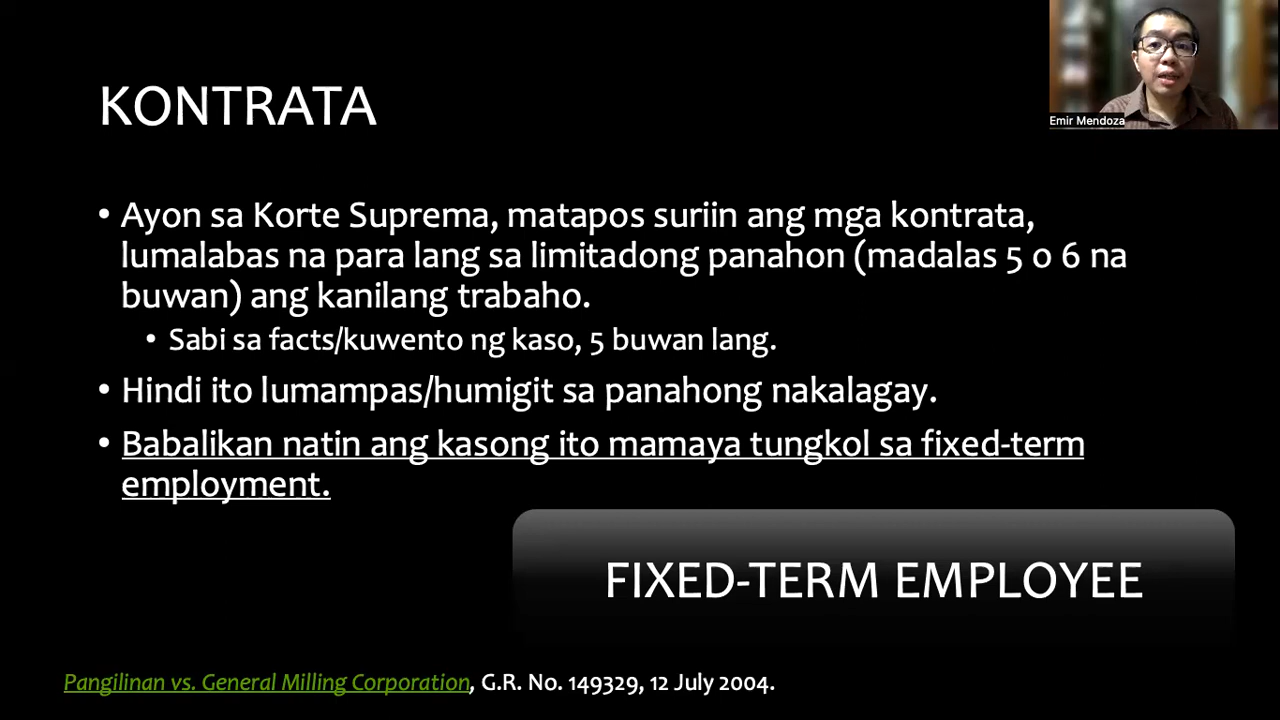 Emir Mendoza
KONTRATA
• Ayon sa Korte Suprema, matapos suriin ang mga kontrata,
lumalabas na para lang sa limitadong panahon (madalas 5 o 6 na
buwan) ang kanilang trabaho.
• Sabi sa facts/kuwento ng kaso, 5 buwan lang.
• Hindi ito lumampas/humigit sa panahong nakalagay.
• Babalikan natin ang kasong ito mamaya tungkol sa fixed-term
employment.
FIXED-TERM EMPLOYEE
Pangilinan vs. General Milling Corporation, G.R. No. 149329, 12 July 2004.